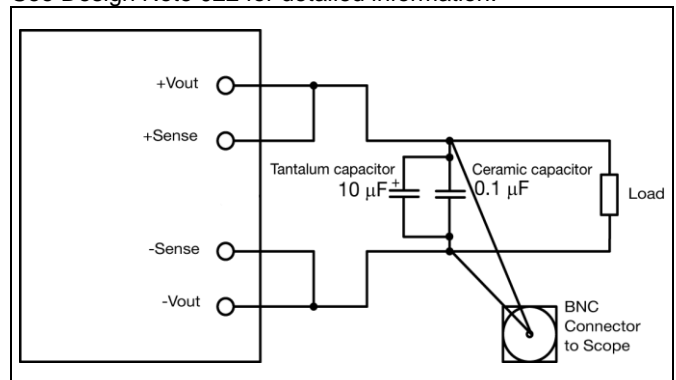 See Design Note 022 for detailed information.
+Vout
+Sense
Tantalum capacitor
10 µF
+
Ceramic capacitor
0.1 µF
Load
-Sense
-Vout
BNC
Connector
to Scope